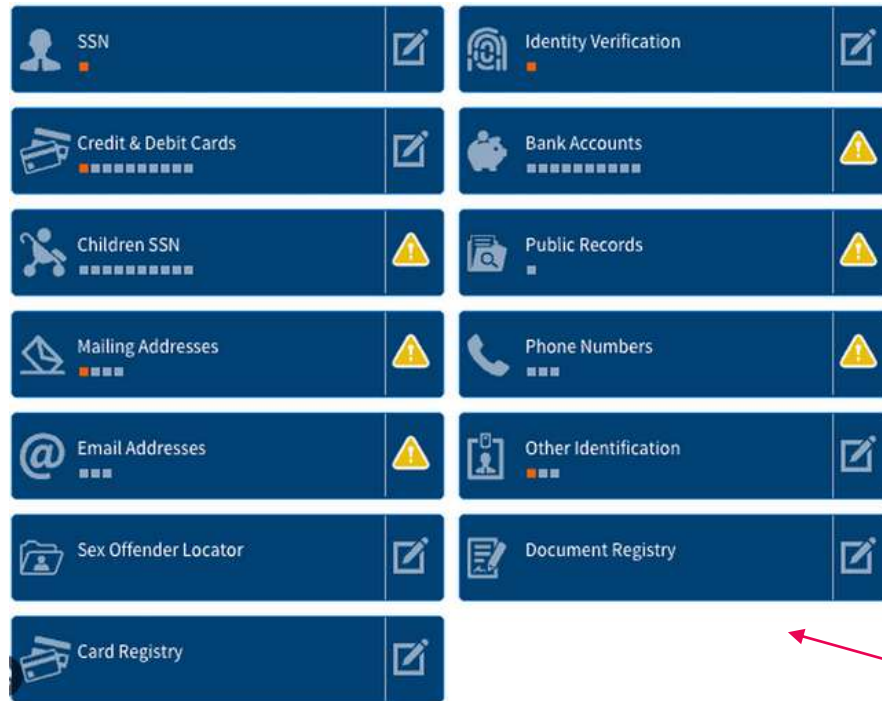 SSN
Identity Verification
Credit & Debit Cards
Bank Accounts
Children SSN
Public Records
Mailing Addresses
Phone Numbers
Email Addresses
Other Identification
Sex Offender Locator
Document Registry
Card Registry